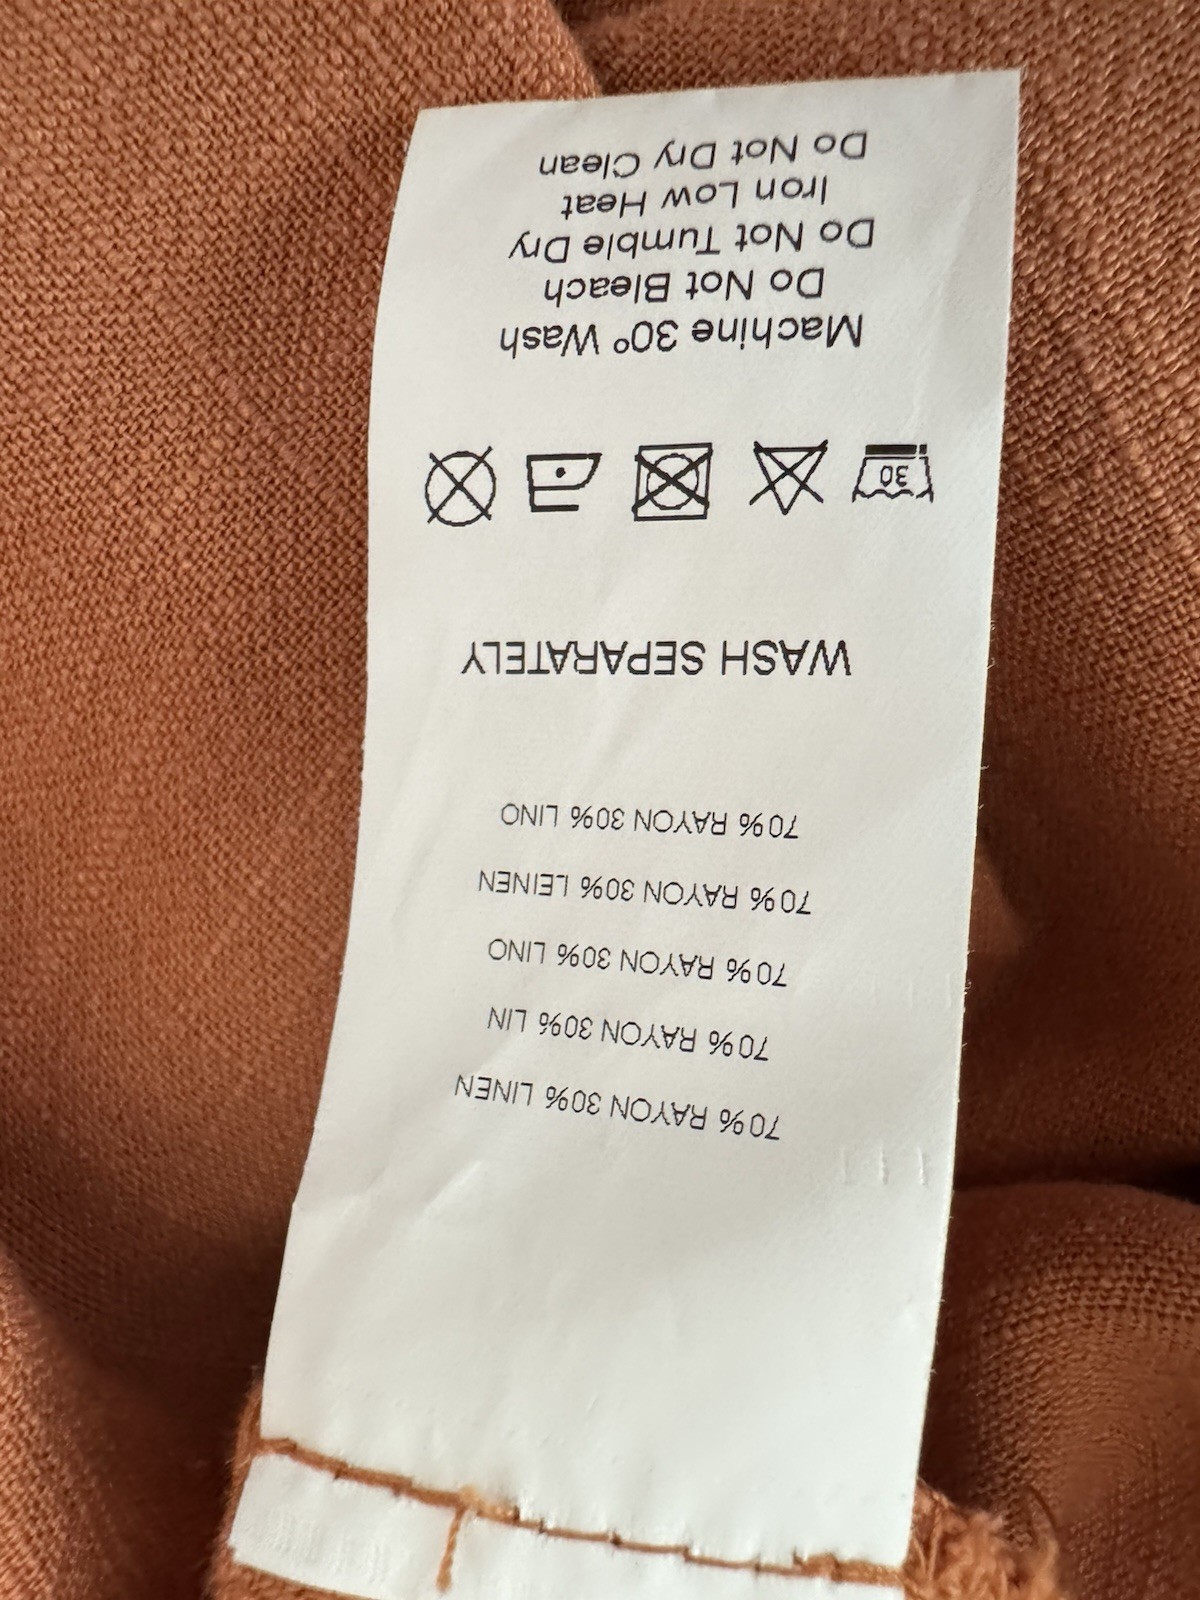 70% RAYON 30% LINEN
70% RAYON 30% LIN
70% RAYON 30% LINO
70% RAYON 30% LEINEN
70% RAYON 30% LINO
WASH SEPARATELY
30
Machine 30° Wash
Do Not Bleach
Do Not Tumble Dry
Iron Low Heat
Do Not Dry Clean